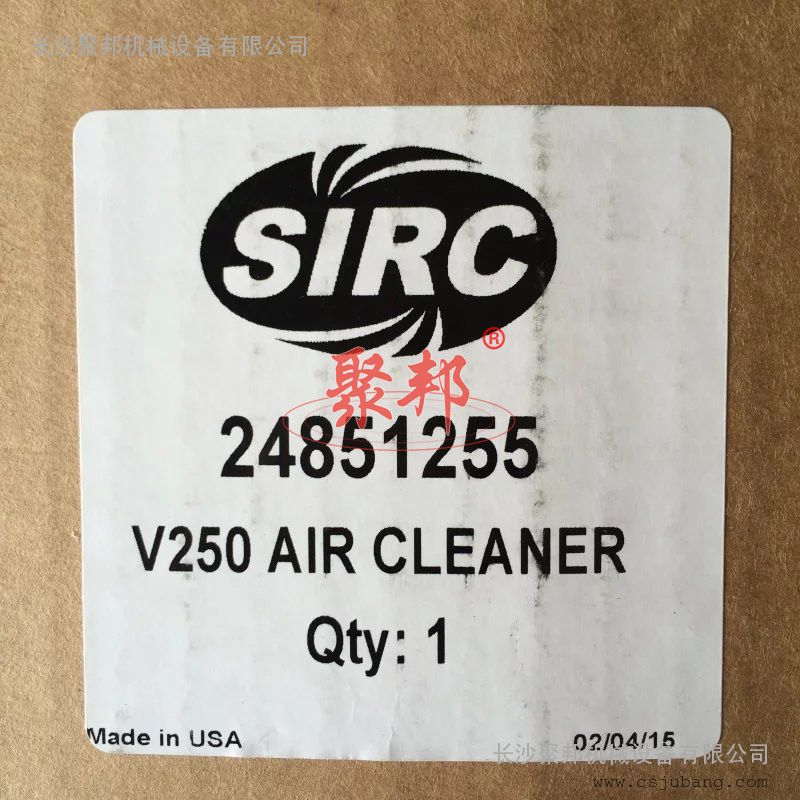 长沙聚邦机械设备有限公司
SIRC
聚邦®
24851255
V250 AIR CLEANER
Qty: 1
Made in USA
02/04/15
长沙聚邦机械设备有限公司
www.csjubang.com